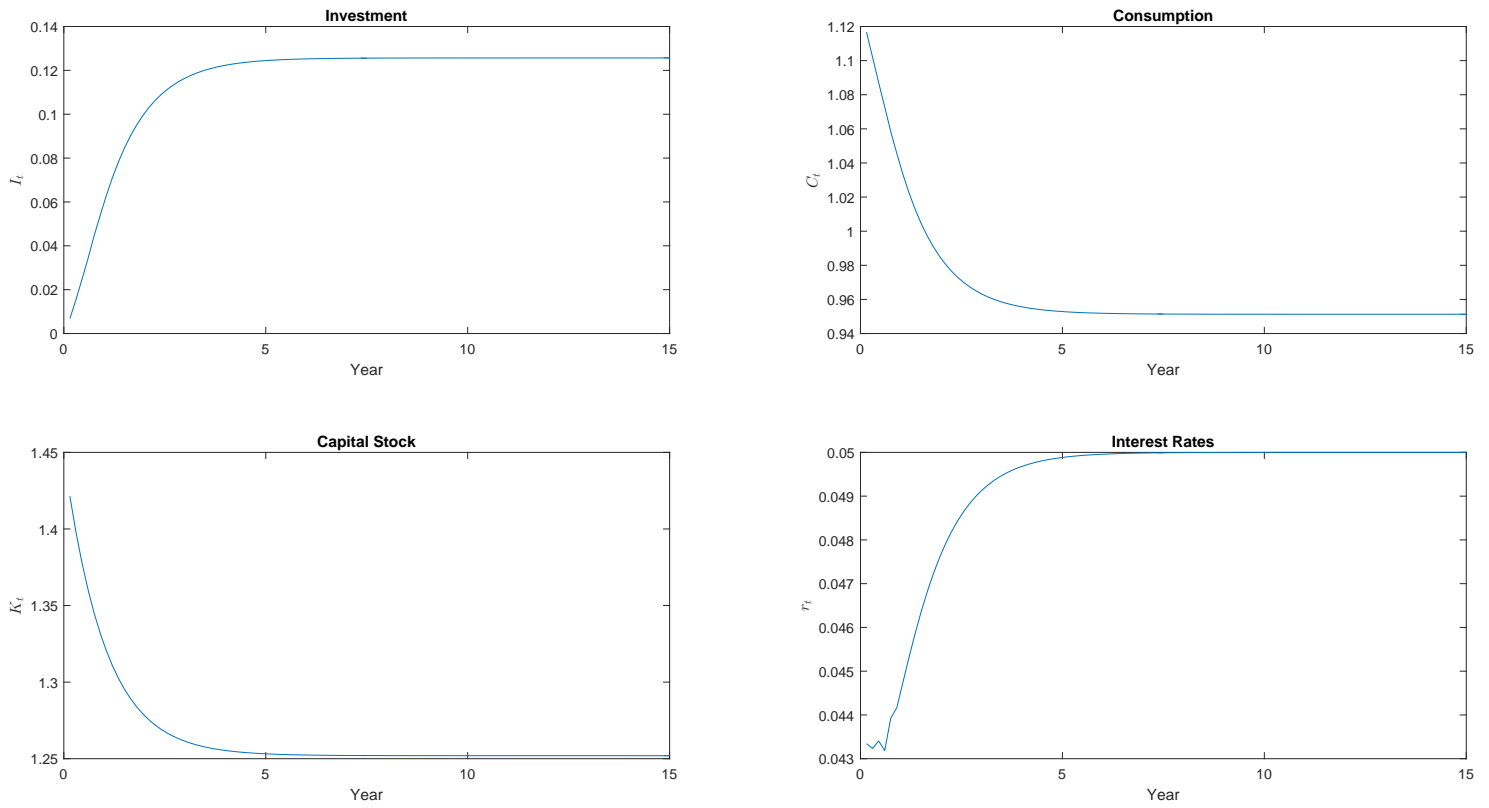 Investment
0.14
0.12
0.1
0.08
0.06
0.04
0.02
0
I_t
0 5 10 15
Year
Consumption
1.12
1.1
1.08
1.06
1.04
1.02
1
0.98
0.96
0.94
C_t
0 5 10 15
Year
Capital Stock
1.45
1.4
1.35
1.3
1.25
K_t
0 5 10 15
Year
Interest Rates
0.05
0.049
0.048
0.047
0.046
0.045
0.044
0.043
r_t
0 5 10 15
Year